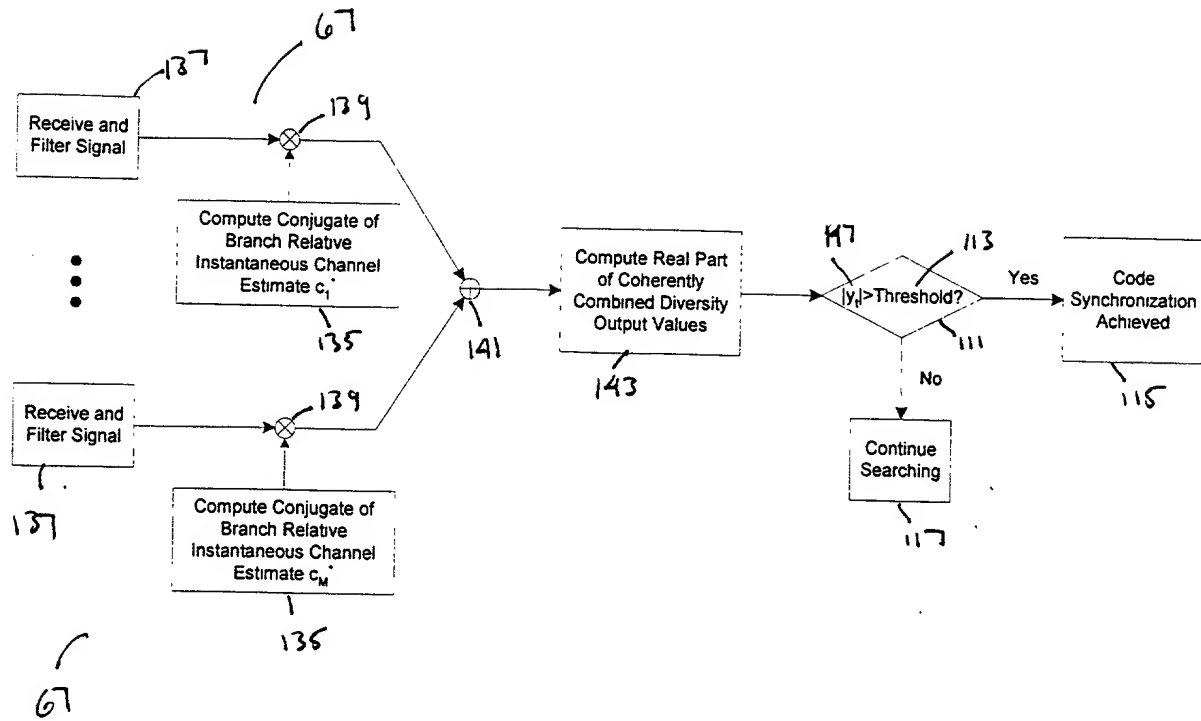 67
137
139
Receive and
Filter Signal
Compute Conjugate of
Branch Relative
Instantaneous Channel
Estimate c₁*
135
141
Compute Real Part
of Coherently
Combined Diversity
Output Values
143
147
113
|yₜ|>Threshold?
111
Yes
Code
Synchronization
Achieved
115
No
Continue
Searching
117
Receive and
Filter Signal
137
139
Compute Conjugate of
Branch Relative
Instantaneous Channel
Estimate c_M*
135
67